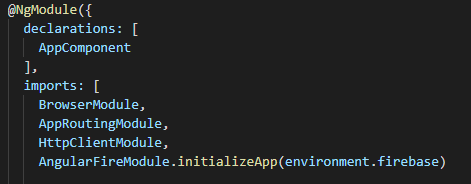 @NgModule({
  declarations: [
    AppComponent
  ],
  imports: [
    BrowserModule,
    AppRoutingModule,
    HttpClientModule,
    AngularFireModule.initializeApp(environment.firebase)